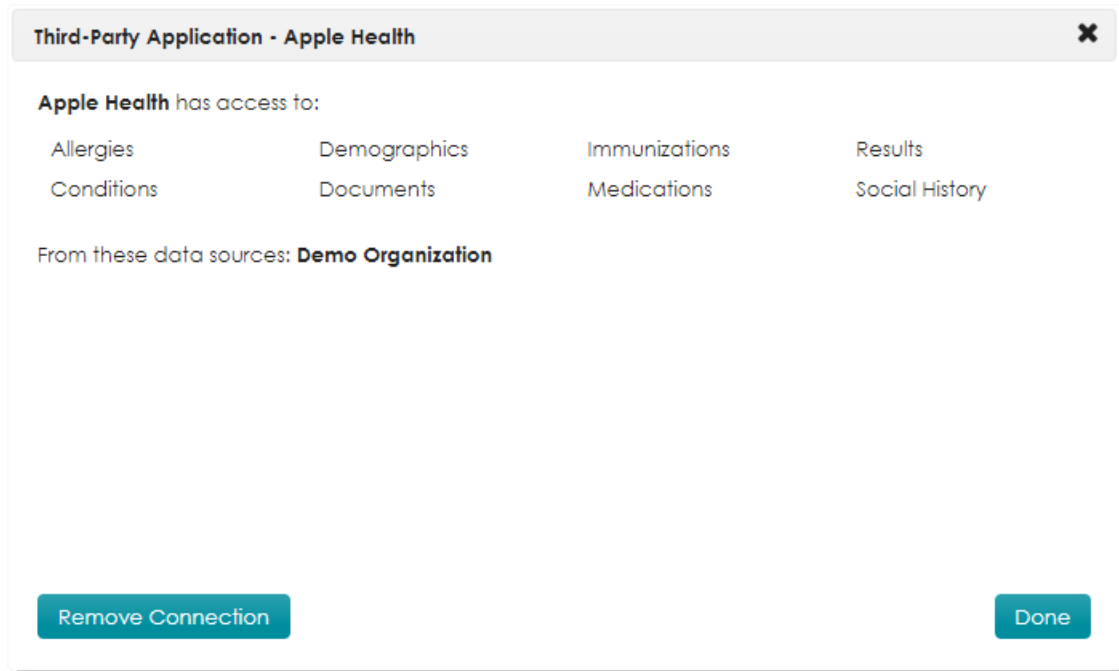 Third-Party Application - Apple Health
Apple Health has access to:
Allergies Demographics Immunizations Results
Conditions Documents Medications Social History
From these data sources: Demo Organization
Remove Connection Done